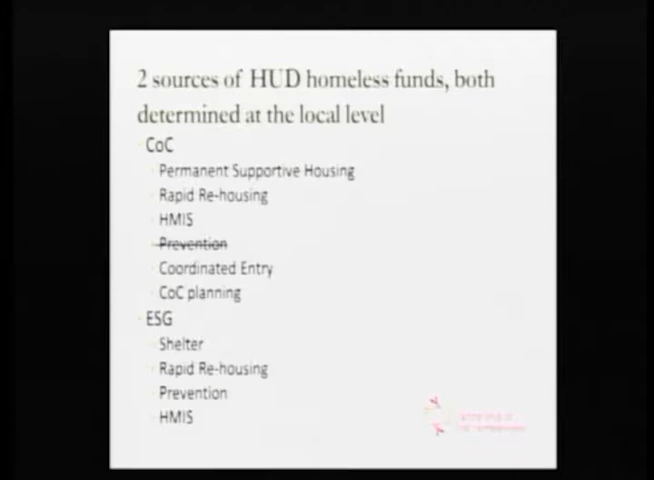 2 sources of HUD homeless funds, both
determined at the local level
CoC
Permanent Supportive Housing
Rapid Re-housing
HMIS
Prevention
Coordinated Entry
CoC planning
ESG
Shelter
Rapid Re-housing
Prevention
HMIS